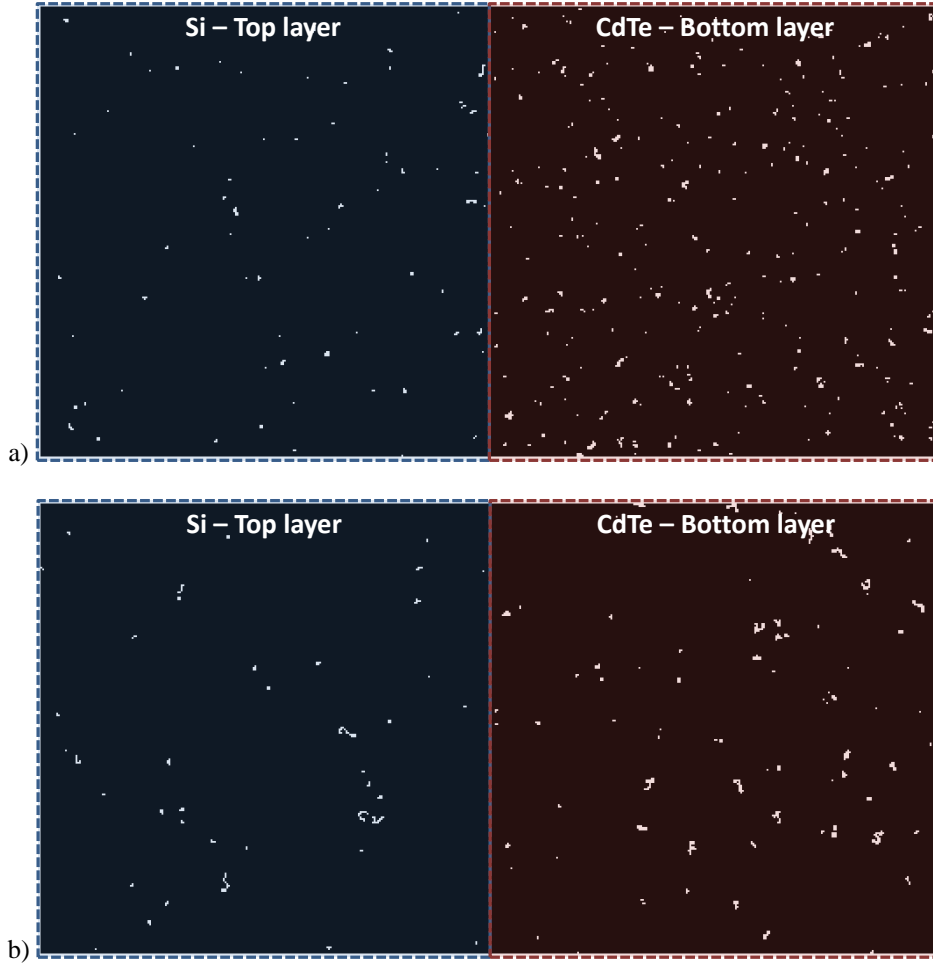 Si – Top layer
CdTe – Bottom layer
a)
Si – Top layer
CdTe – Bottom layer
b)